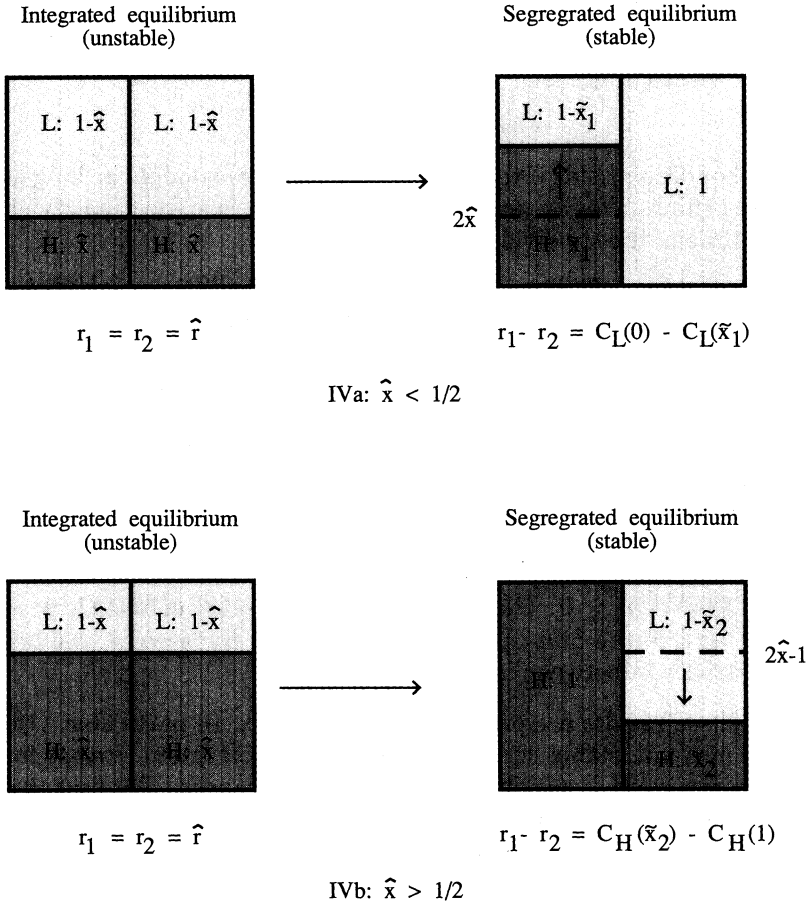 Integrated equilibrium
(unstable)
Segregrated equilibrium
(stable)
L: 1-x̂
L: 1-x̂
H: x̂
H: x̂
L: 1-x̃₁
2x̂
H: x̃₁
L: 1
r₁ = r₂ = r̂
r₁- r₂ = C_L(0) - C_L(x̃₁)
IVa: x̂ < 1/2
Integrated equilibrium
(unstable)
Segregrated equilibrium
(stable)
L: 1-x̂
L: 1-x̂
H: x̂
H: x̂
L: 1-x̃₂
2x̂-1
H: 1
H: x̃₂
r₁ = r₂ = r̂
r₁- r₂ = C_H(x̃₂) - C_H(1)
IVb: x̂ > 1/2